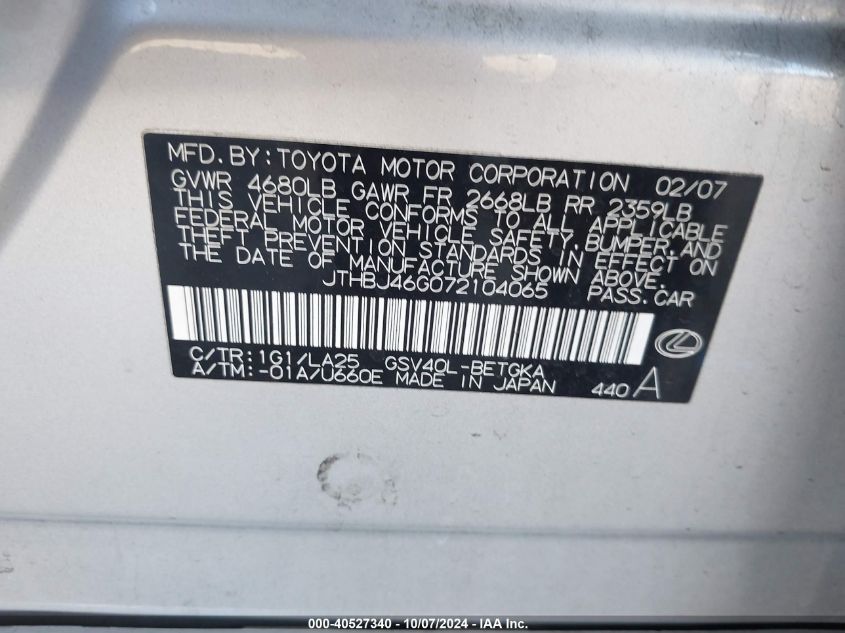 MFD. BY: TOYOTA MOTOR CORPORATION 02/07
GVWR 4680LB GAWR FR 2668LB RR 2359LB
THIS VEHICLE CONFORMS TO ALL APPLICABLE
FEDERAL MOTOR VEHICLE SAFETY, BUMPER, AND
THEFT PREVENTION STANDARDS IN EFFECT ON
THE DATE OF MANUFACTURE SHOWN ABOVE.
JTHBJ46G072104065 PASS. CAR
C/TR: 1G1/LA25 GSV40L-BETGKA
A/TM: -01A/U660E MADE IN JAPAN 440 A
000-40527340 - 10/07/2024 - IAA Inc.